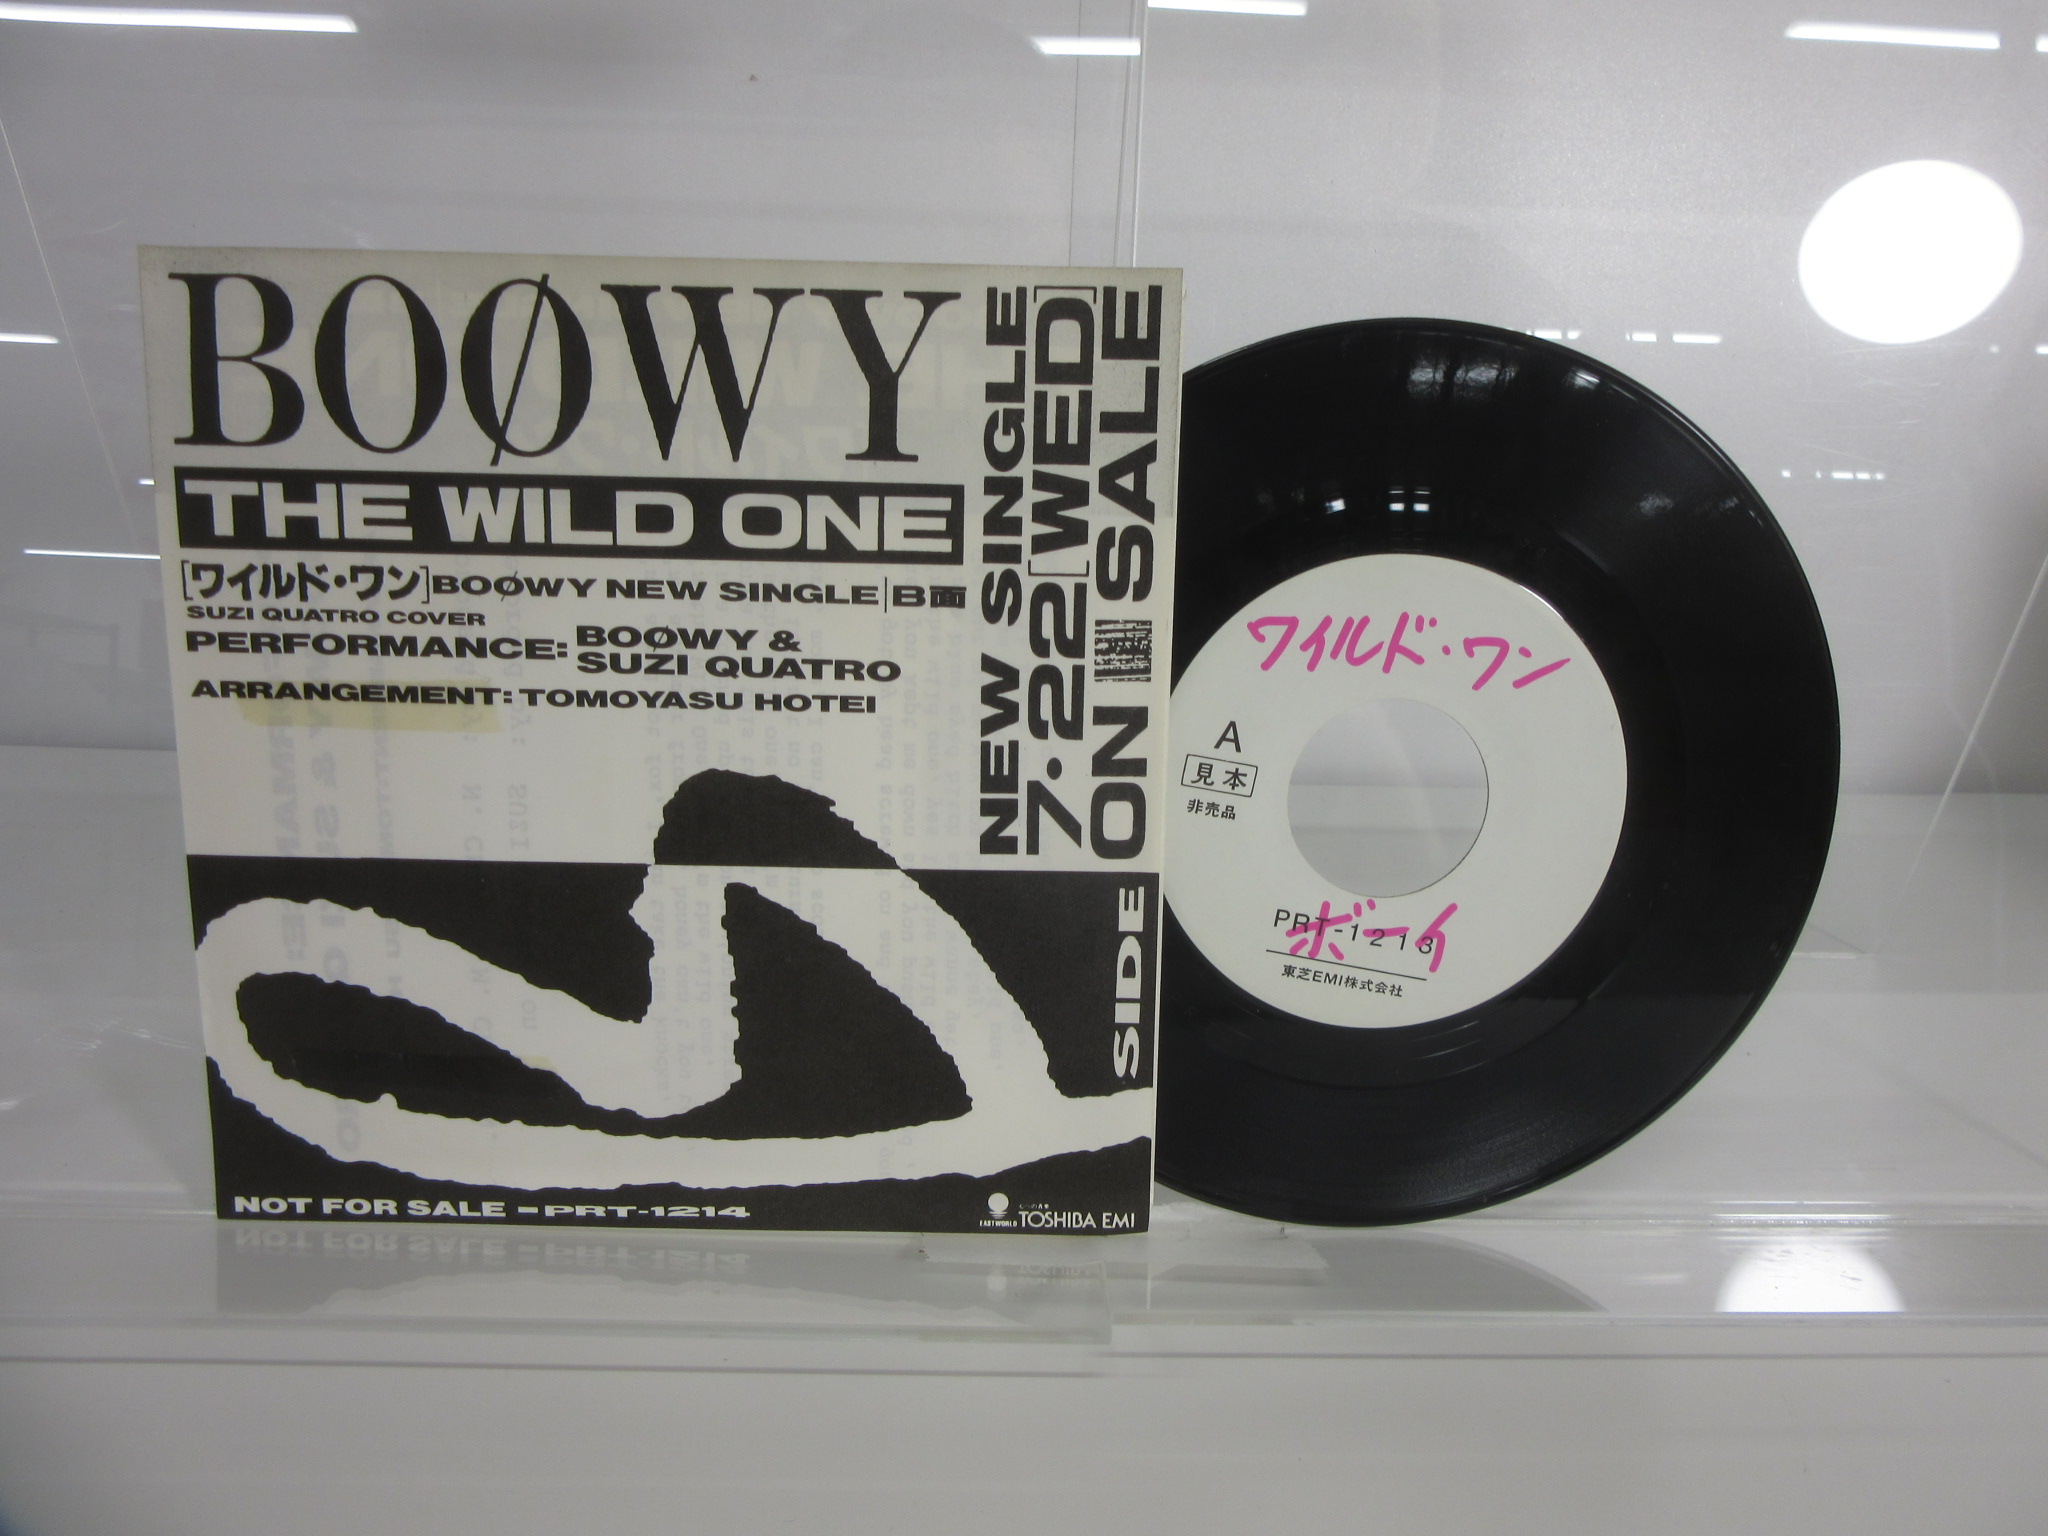 BOØWY
THE WILD ONE
[ワイルド・ワン]BOØWY NEW SINGLE|B面
SUZI QUATRO COVER
PERFORMANCE: BOØWY &
SUZI QUATRO
ARRANGEMENT: TOMOYASU HOTEI
NEW SINGLE
7・22[WED]
ON SALE
SIDE
NOT FOR SALE -PRT-1214
EASTWORLD
TOSHIBA EMI
ワイルド・ワン
A
見本
非売品
PRT-1213
ボーイ
東芝EMI株式会社